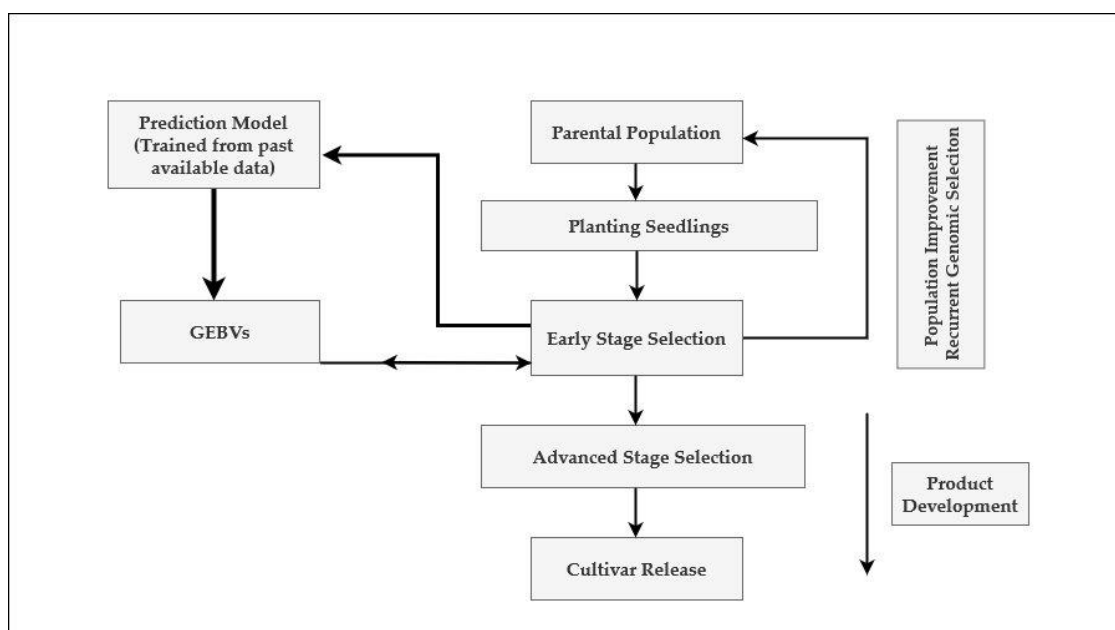 Prediction Model
(Trained from past
available data)
Parental Population
Planting Seedlings
GEBVs
Early Stage Selection
Population Improvement
Recurrent Genomic Seleciton
Advanced Stage Selection
Product
Development
Cultivar Release